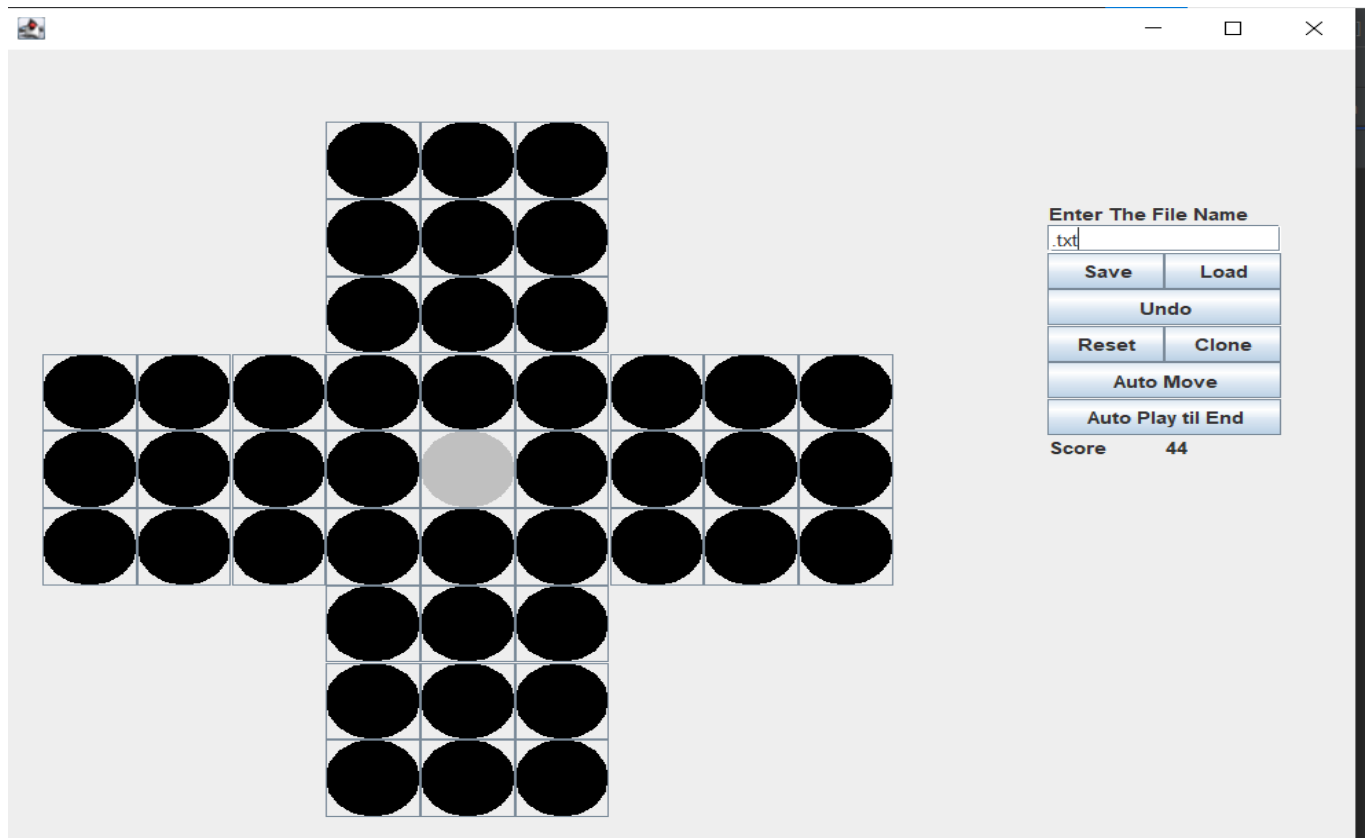 Enter The File Name
.txt
Save Load
Undo
Reset Clone
Auto Move
Auto Play til End
Score 44